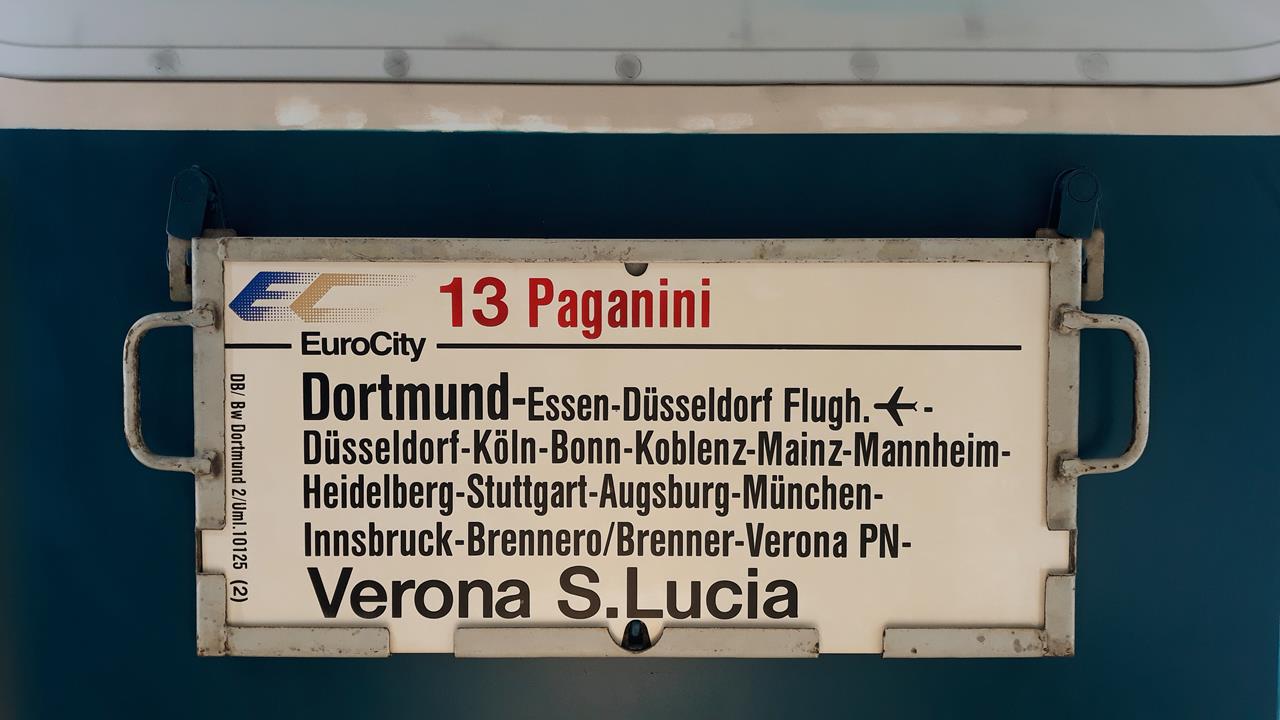 EC
13 Paganini
EuroCity
Dortmund-Essen-Düsseldorf Flugh.✈-
Düsseldorf-Köln-Bonn-Koblenz-Mainz-Mannheim-
Heidelberg-Stuttgart-Augsburg-München-
Innsbruck-Brennero/Brenner-Verona PN-
Verona S.Lucia
DB/ Bw Dortmund 2/Uml.10125 (2)